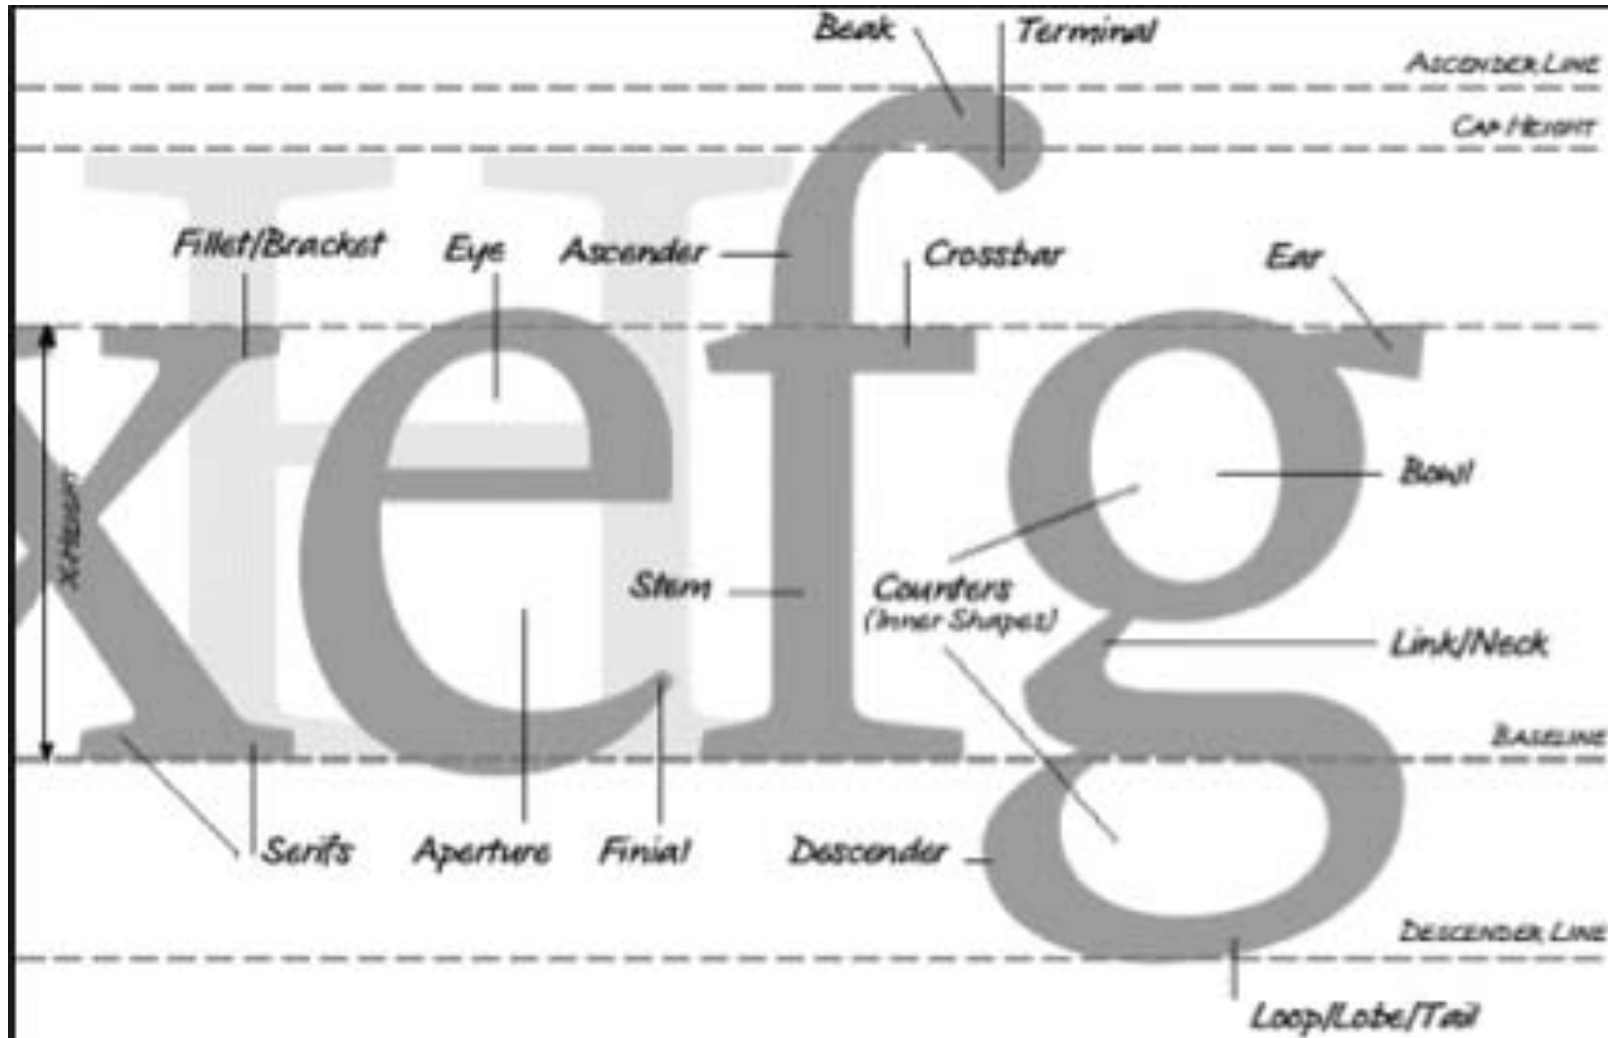 Beak
Terminal
ASCENDER LINE
CAP HEIGHT
Fillet/Bracket
Eye
Ascender
Crossbar
Ear
X-HEIGHT
Bowl
Stem
Counters
(Inner Shapes)
Link/Neck
BASELINE
Serifs
Aperture
Finial
Descender
DESCENDER LINE
Loop/Lobe/Tail
xefg
H